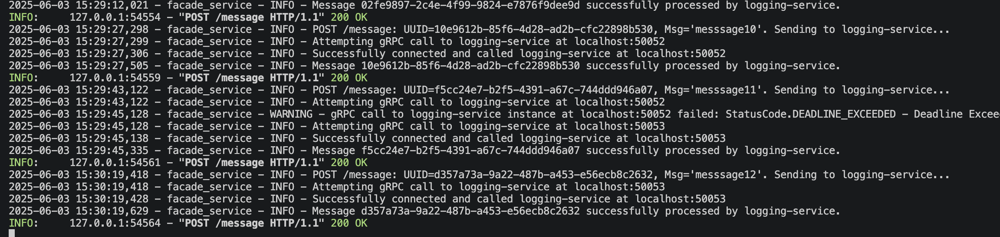 2025-06-03 15:29:12,021 - facade_service - INFO - Message 02fe9897-2c4e-4f99-9824-e7876f9dee9d successfully processed by logging-service.
INFO:     127.0.0.1:54554 - "POST /message HTTP/1.1" 200 OK
2025-06-03 15:29:27,298 - facade_service - INFO - POST /message: UUID=10e9612b-85f6-4d28-ad2b-cfc22898b530, Msg='messsage10'. Sending to logging-service...
2025-06-03 15:29:27,299 - facade_service - INFO - Attempting gRPC call to logging-service at localhost:50052
2025-06-03 15:29:27,306 - facade_service - INFO - Successfully connected and called logging-service at localhost:50052
2025-06-03 15:29:27,505 - facade_service - INFO - Message 10e9612b-85f6-4d28-ad2b-cfc22898b530 successfully processed by logging-service.
INFO:     127.0.0.1:54559 - "POST /message HTTP/1.1" 200 OK
2025-06-03 15:29:43,122 - facade_service - INFO - POST /message: UUID=f5cc24e7-b2f5-4391-a67c-744ddd946a07, Msg='messsage11'. Sending to logging-service...
2025-06-03 15:29:43,122 - facade_service - INFO - Attempting gRPC call to logging-service at localhost:50052
2025-06-03 15:29:45,128 - facade_service - WARNING - gRPC call to logging-service instance at localhost:50052 failed: StatusCode.DEADLINE_EXCEEDED - Deadline Excee
2025-06-03 15:29:45,128 - facade_service - INFO - Attempting gRPC call to logging-service at localhost:50053
2025-06-03 15:29:45,138 - facade_service - INFO - Successfully connected and called logging-service at localhost:50053
2025-06-03 15:29:45,335 - facade_service - INFO - Message f5cc24e7-b2f5-4391-a67c-744ddd946a07 successfully processed by logging-service.
INFO:     127.0.0.1:54561 - "POST /message HTTP/1.1" 200 OK
2025-06-03 15:30:19,418 - facade_service - INFO - POST /message: UUID=d357a73a-9a22-487b-a453-e56ecb8c2632, Msg='messsage12'. Sending to logging-service...
2025-06-03 15:30:19,418 - facade_service - INFO - Attempting gRPC call to logging-service at localhost:50053
2025-06-03 15:30:19,428 - facade_service - INFO - Successfully connected and called logging-service at localhost:50053
2025-06-03 15:30:19,629 - facade_service - INFO - Message d357a73a-9a22-487b-a453-e56ecb8c2632 successfully processed by logging-service.
INFO:     127.0.0.1:54564 - "POST /message HTTP/1.1" 200 OK